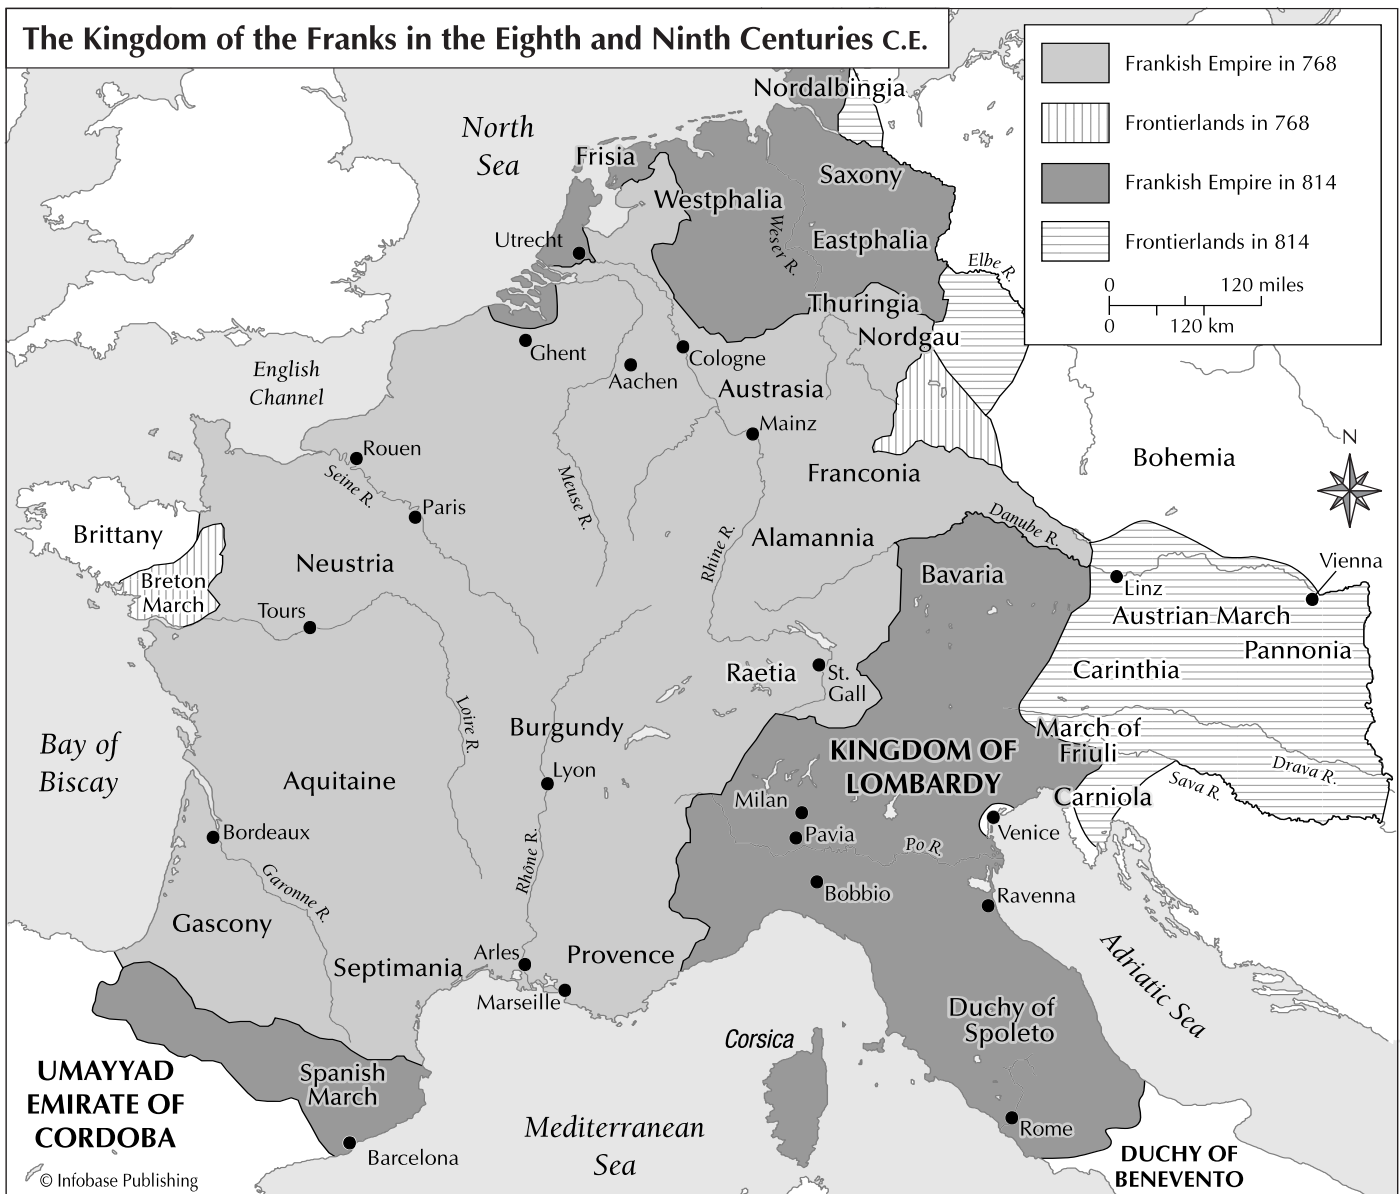 The Kingdom of the Franks in the Eighth and Ninth Centuries C.E.
Frankish Empire in 768
Frontierlands in 768
Frankish Empire in 814
Frontierlands in 814
0 120 miles
0 120 km
Nordalbingia
North
Sea
Frisia
Saxony
Westphalia
Weser R.
Utrecht
Eastphalia
Elbe R.
Thuringia
Nordgau
Ghent
Cologne
Aachen
English
Channel
Austrasia
Mainz
N
Rouen
Seine R.
Bohemia
Franconia
Meuse R.
Paris
Danube R.
Brittany
Rhine R.
Alamannia
Neustria
Vienna
Bavaria
Breton
March
Linz
Tours
Austrian March
Pannonia
Raetia
St.
Gall
Carinthia
Loire R.
Burgundy
March of
Friuli
Bay of
Biscay
KINGDOM OF
LOMBARDY
Lyon
Aquitaine
Drava R.
Sava R.
Carniola
Milan
Bordeaux
Pavia
Venice
Po R.
Rhône R.
Garonne R.
Bobbio
Ravenna
Gascony
Arles
Provence
Septimania
Adriatic Sea
Marseille
Duchy of
Spoleto
Corsica
UMAYYAD
EMIRATE OF
CORDOBA
Spanish
March
Mediterranean
Sea
Rome
Barcelona
DUCHY OF
BENEVENTO
© Infobase Publishing